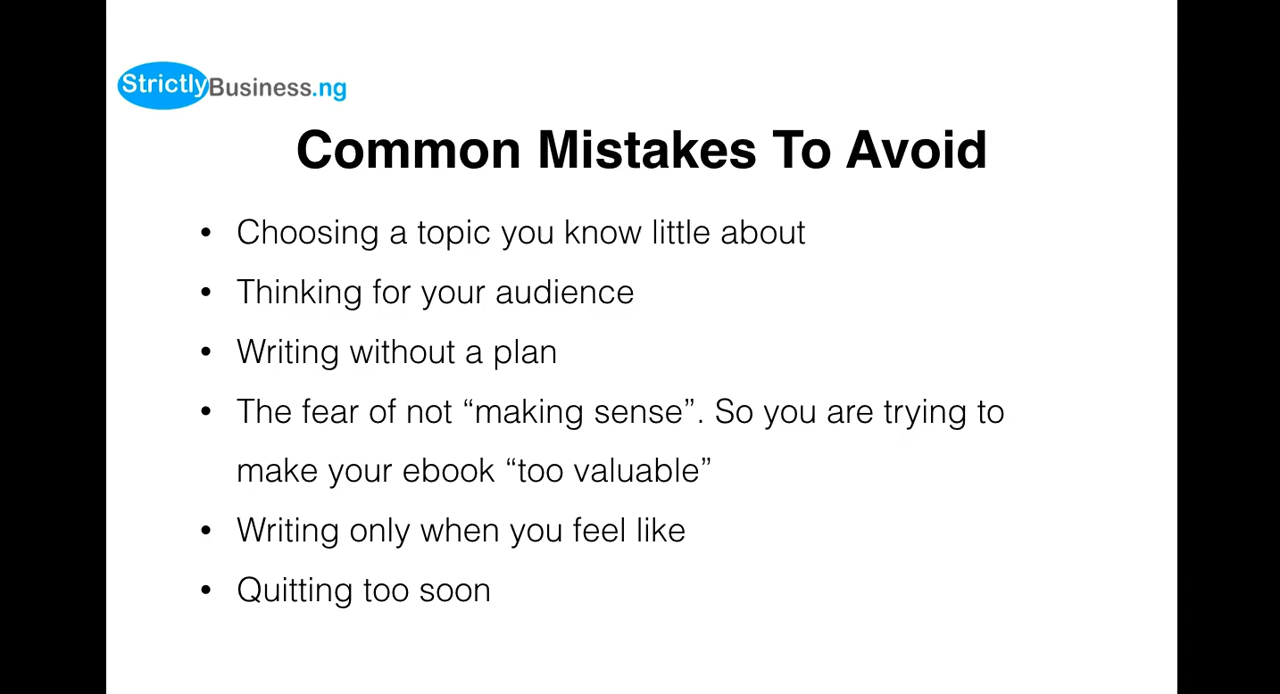 StrictlyBusiness.ng
Common Mistakes To Avoid
• Choosing a topic you know little about
• Thinking for your audience
• Writing without a plan
• The fear of not “making sense”. So you are trying to
make your ebook “too valuable”
• Writing only when you feel like
• Quitting too soon